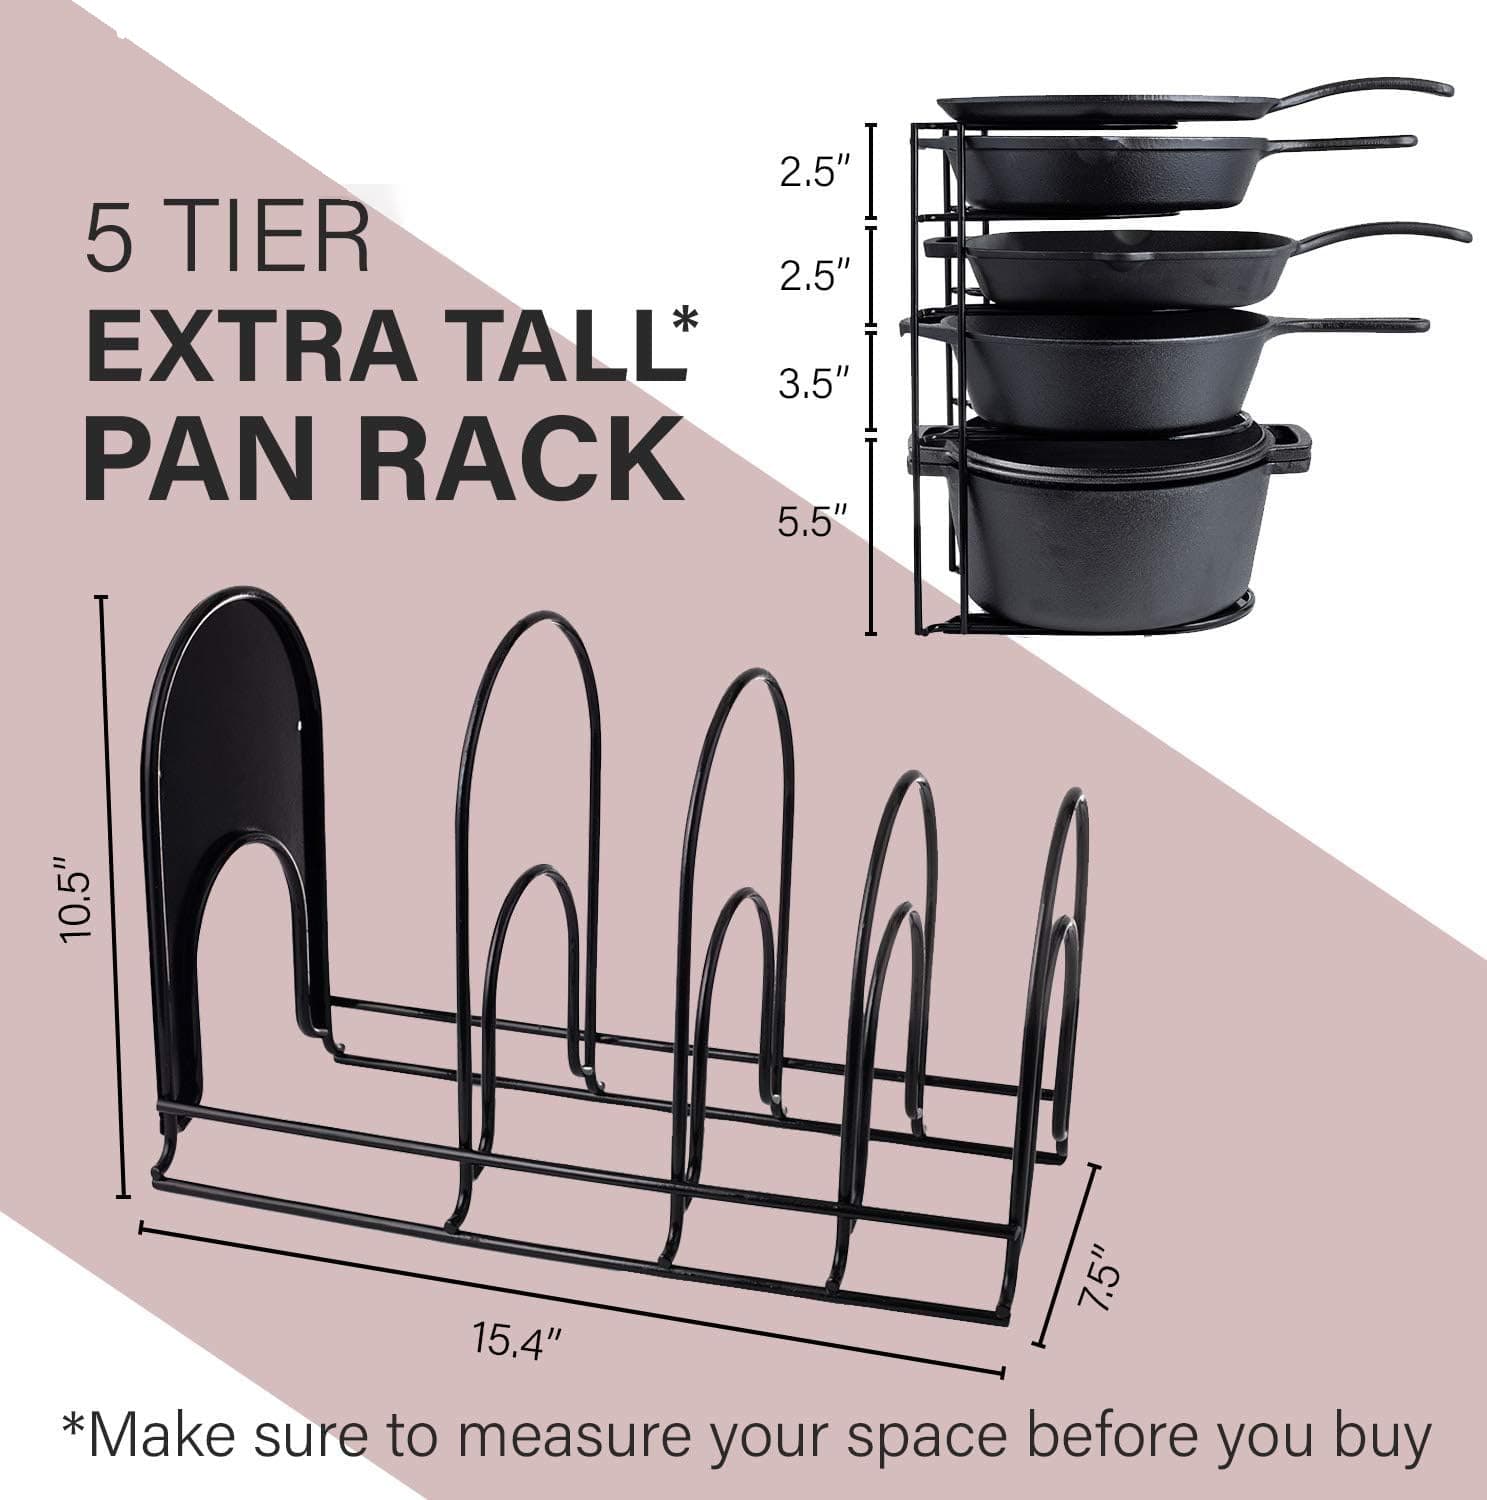 5 TIER
EXTRA TALL*
PAN RACK
2.5”
2.5”
3.5”
5.5”
10.5”
15.4”
7.5”
*Make sure to measure your space before you buy